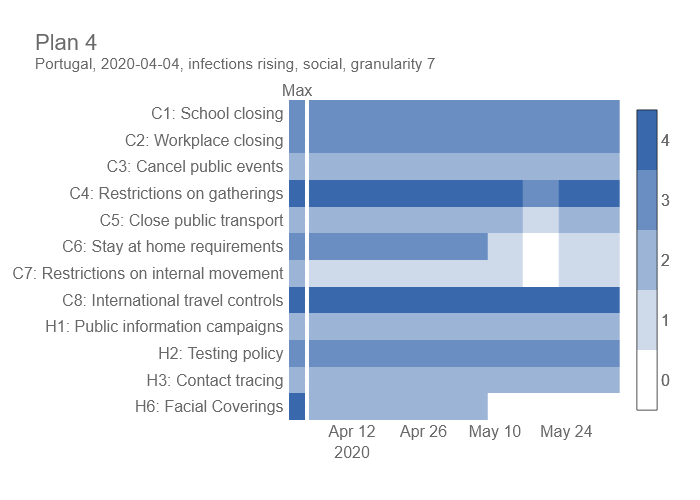 Plan 4
Portugal, 2020-04-04, infections rising, social, granularity 7
Max
C1: School closing
C2: Workplace closing
C3: Cancel public events
C4: Restrictions on gatherings
C5: Close public transport
C6: Stay at home requirements
C7: Restrictions on internal movement
C8: International travel controls
H1: Public information campaigns
H2: Testing policy
H3: Contact tracing
H6: Facial Coverings
Apr 12 Apr 26 May 10 May 24
2020
4
3
2
1
0